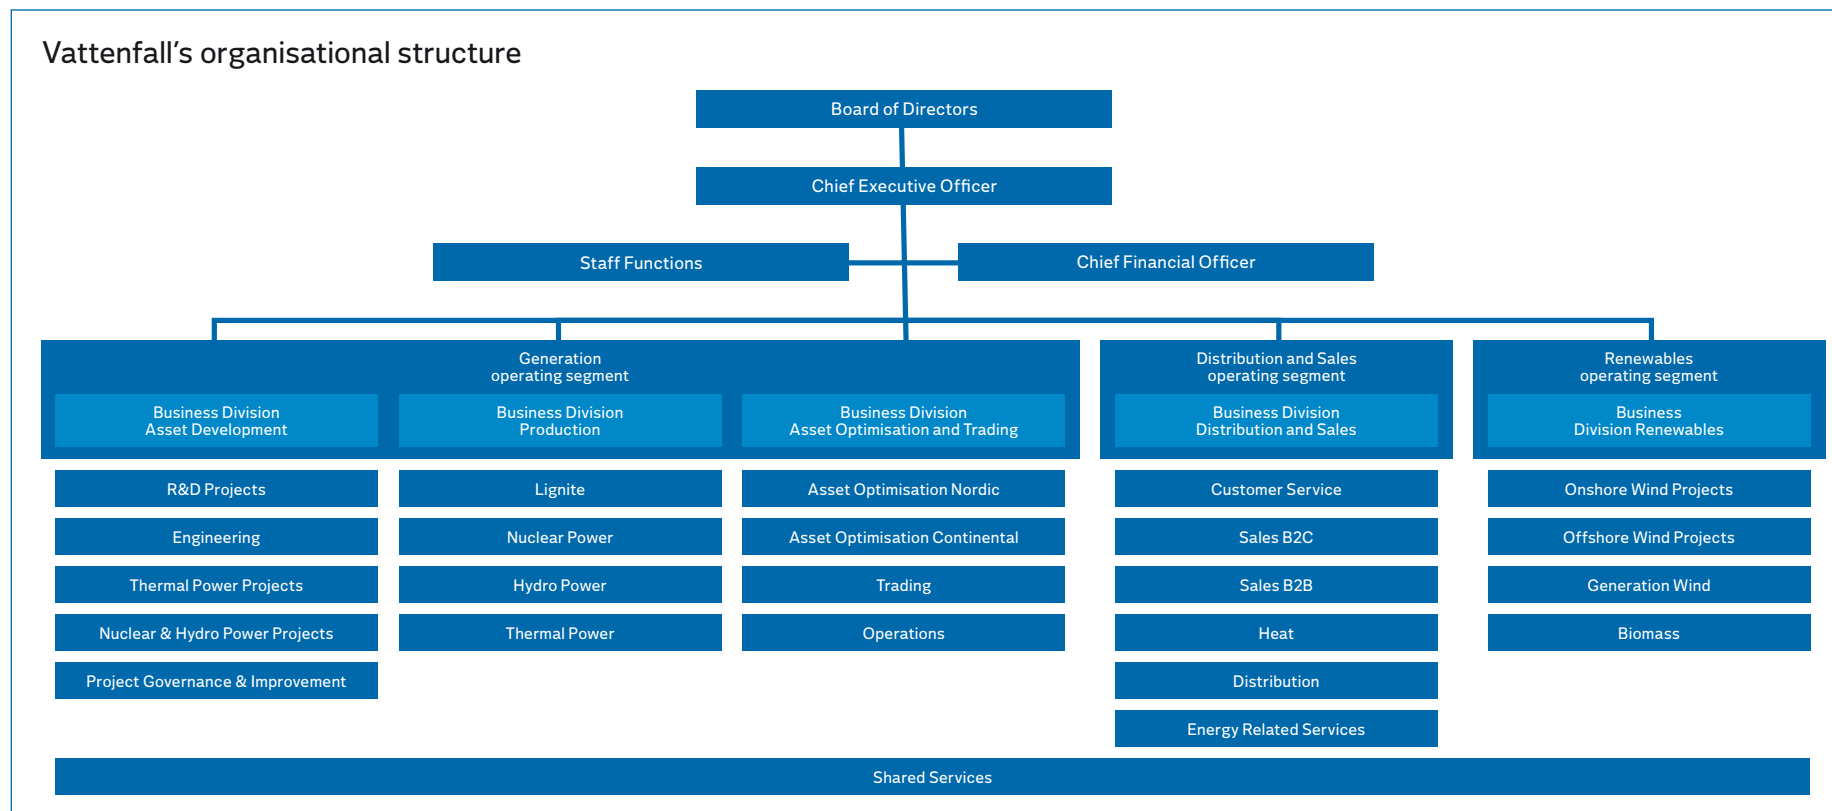 Vattenfall's organisational structure
Board of Directors
Chief Executive Officer
Staff Functions
Chief Financial Officer
Generation
operating segment
Business Division
Asset Development
R&D Projects
Engineering
Thermal Power Projects
Nuclear & Hydro Power Projects
Project Governance & Improvement
Business Division
Production
Lignite
Nuclear Power
Hydro Power
Thermal Power
Business Division
Asset Optimisation and Trading
Asset Optimisation Nordic
Asset Optimisation Continental
Trading
Operations
Distribution and Sales
operating segment
Business Division
Distribution and Sales
Customer Service
Sales B2C
Sales B2B
Heat
Distribution
Energy Related Services
Renewables
operating segment
Business
Division Renewables
Onshore Wind Projects
Offshore Wind Projects
Generation Wind
Biomass
Shared Services